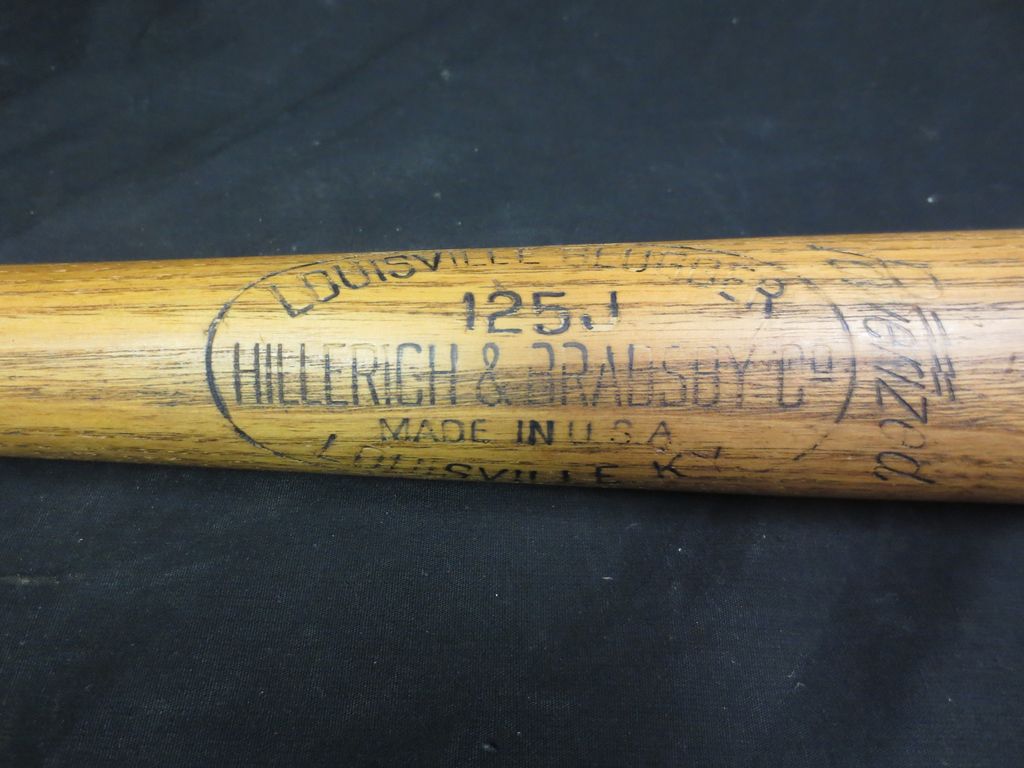 LOUISVILLE SLUGGER
125J
HILLERICH & BRADSBY Cº
MADE IN U.S.A
LOUISVILLE KY.
Powerized